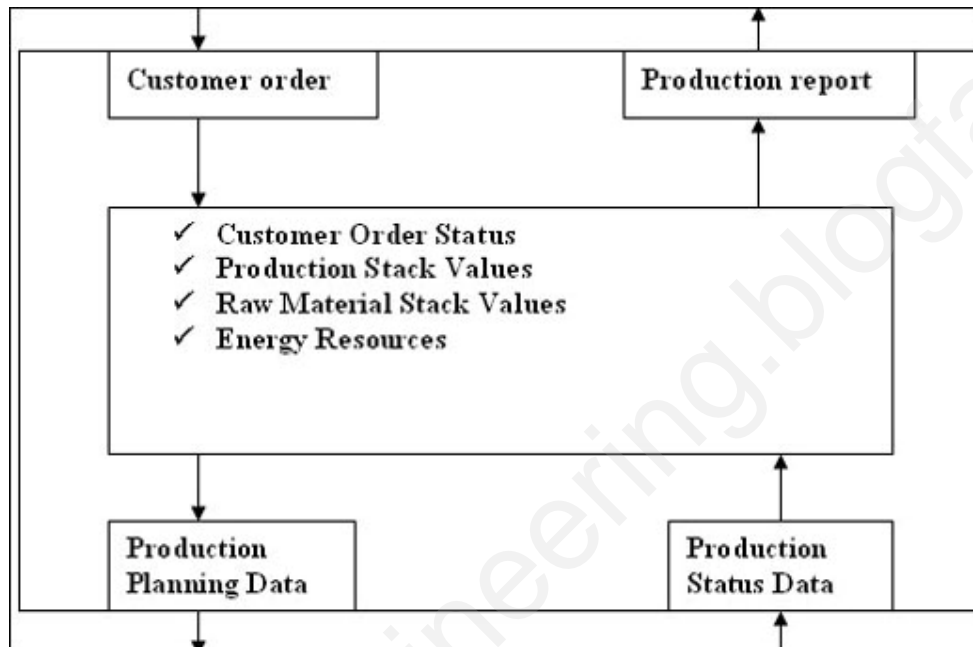 Customer order
Production report
✓ Customer Order Status
✓ Production Stack Values
✓ Raw Material Stack Values
✓ Energy Resources
Production
Planning Data
Production
Status Data